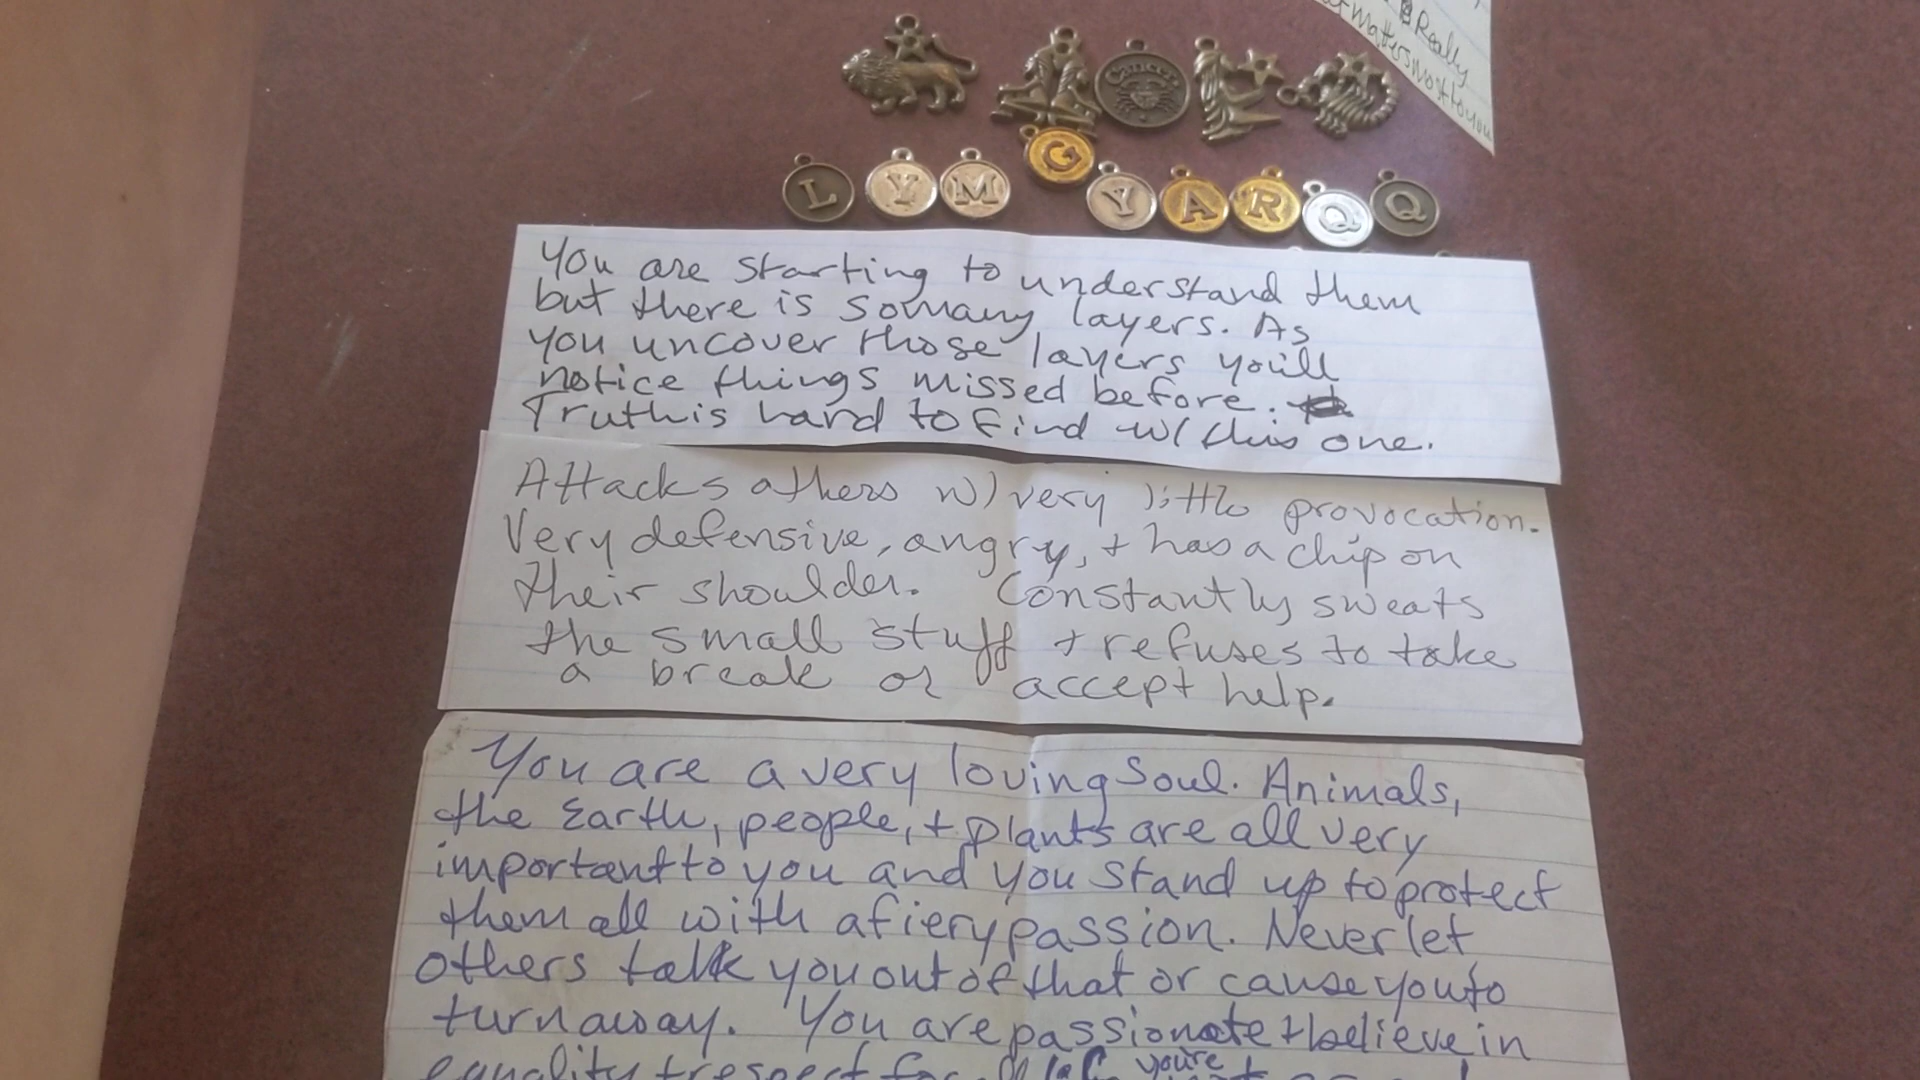 Really
Matters most to you
Cancer
L Y M G Y A R Q Q
You are starting to understand them
but there is somany layers. As
you uncover those layers you'll
notice things missed before.
Truth is hard to find w/ this one.
Attacks others w/ very little provocation.
Very defensive, angry, + has a chip on
their shoulder. Constantly sweats
the small stuff + refuses to take
a break or accept help.
You are a very loving soul. Animals,
the Earth, people, + plants are all very
important to you and you stand up to protect
them all with a fiery passion. Never let
others talk you out of that or cause you to
turn away. You are passionate + believe in
equality + respect for all
you're